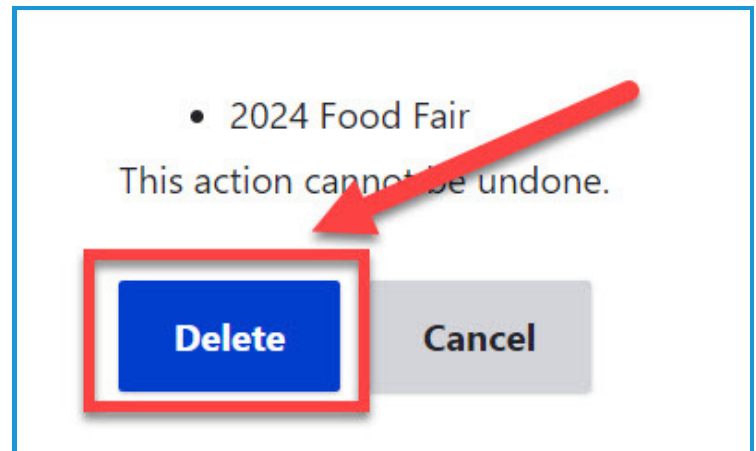 • 2024 Food Fair
This action cannot be undone.
Delete Cancel